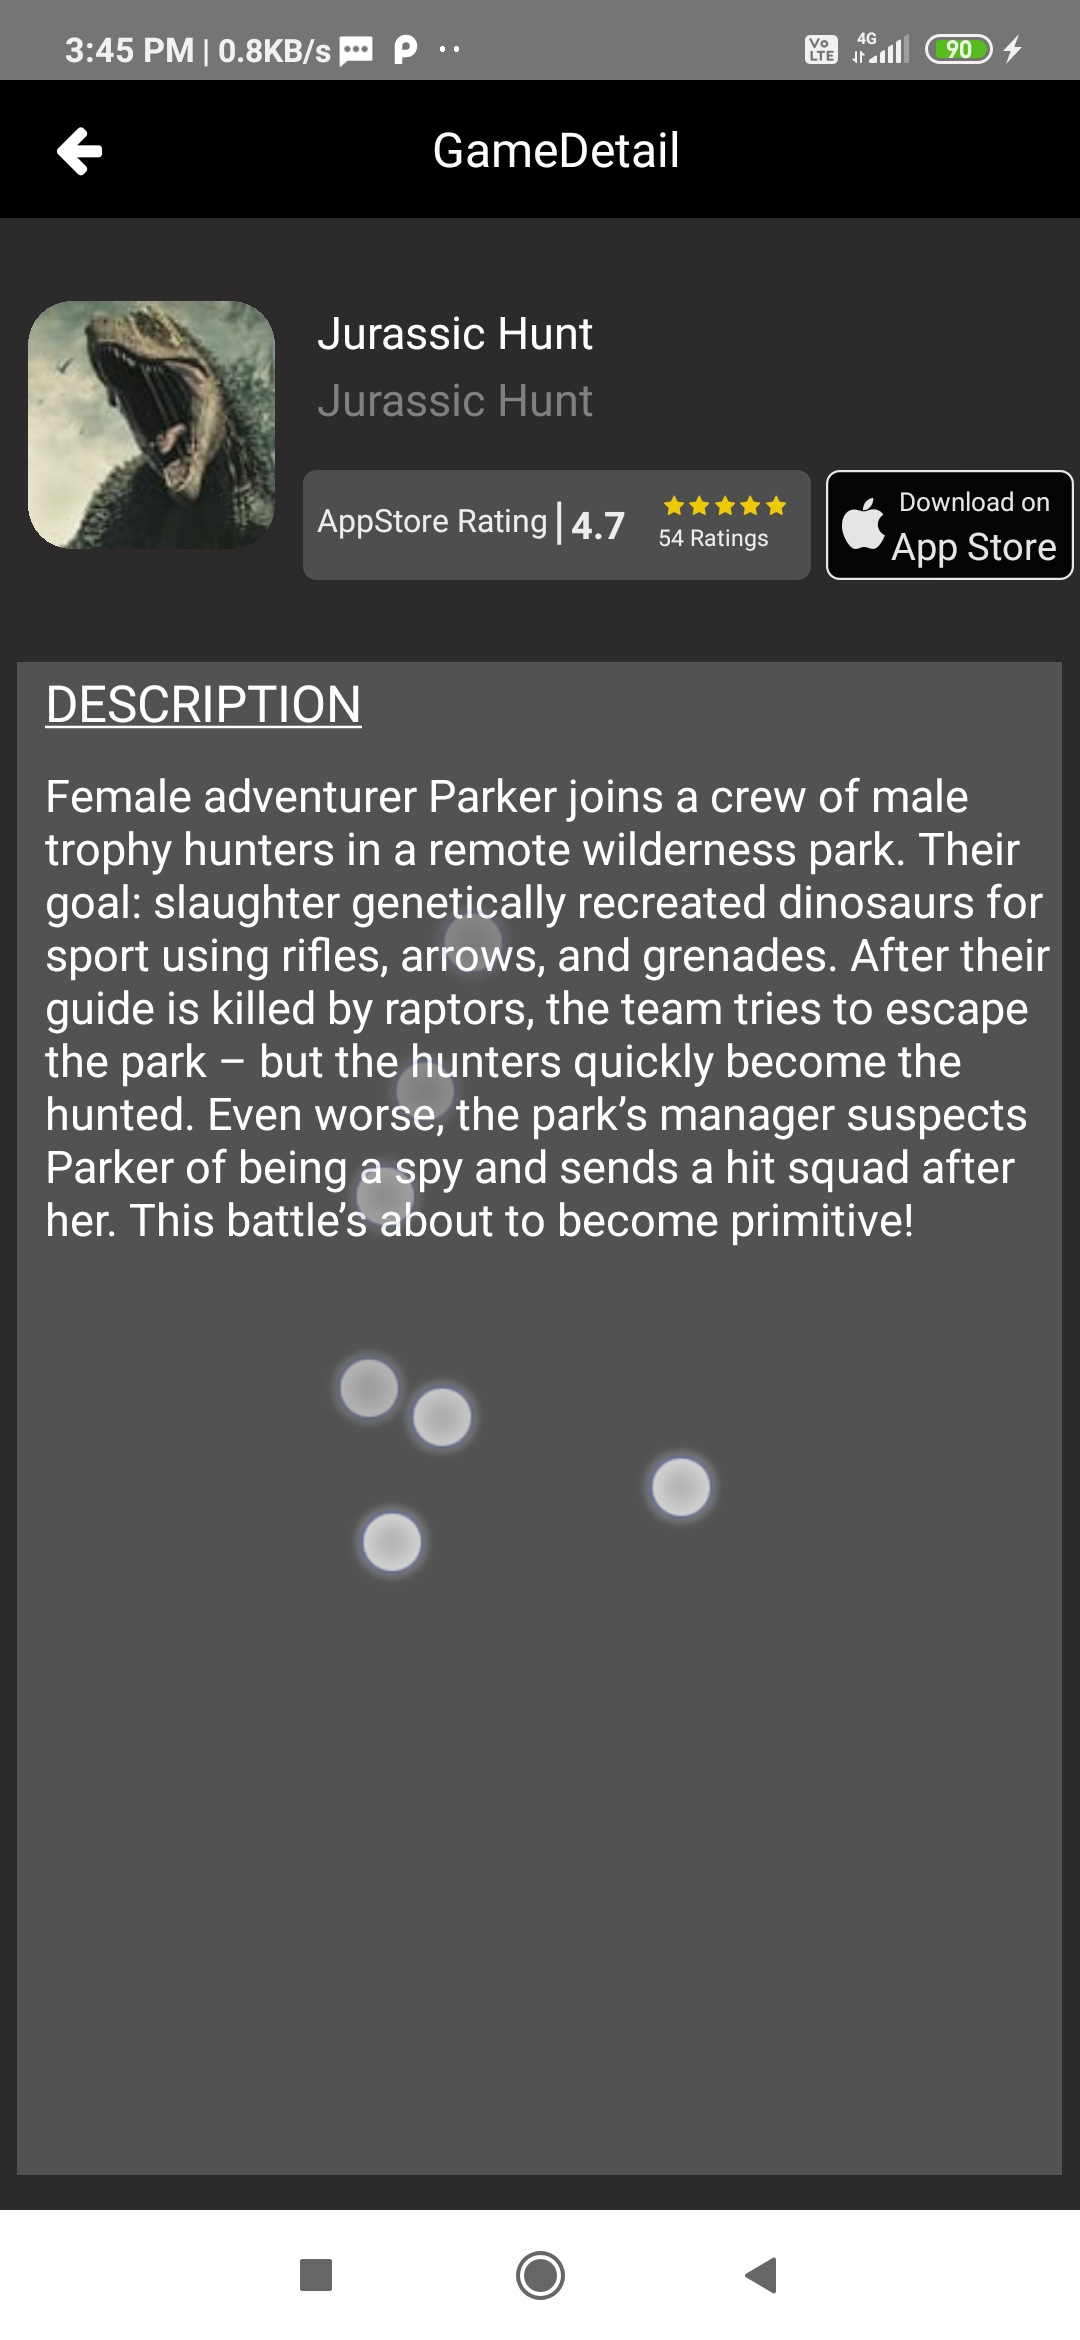 3:45 PM | 0.8KB/s
Vo LTE 4G 90
GameDetail
Jurassic Hunt
Jurassic Hunt
AppStore Rating | 4.7
54 Ratings
Download on
App Store
DESCRIPTION
Female adventurer Parker joins a crew of male
trophy hunters in a remote wilderness park. Their
goal: slaughter genetically recreated dinosaurs for
sport using rifles, arrows, and grenades. After their
guide is killed by raptors, the team tries to escape
the park – but the hunters quickly become the
hunted. Even worse, the park’s manager suspects
Parker of being a spy and sends a hit squad after
her. This battle’s about to become primitive!